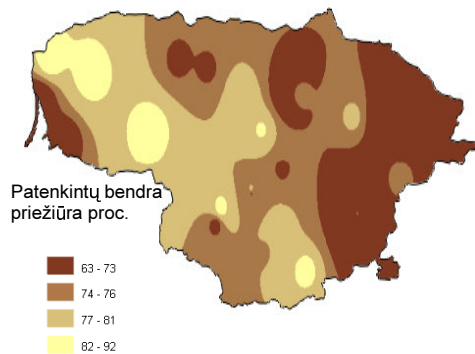 Patenkintų bendra
priežiūra proc.
63 - 73
74 - 76
77 - 81
82 - 92